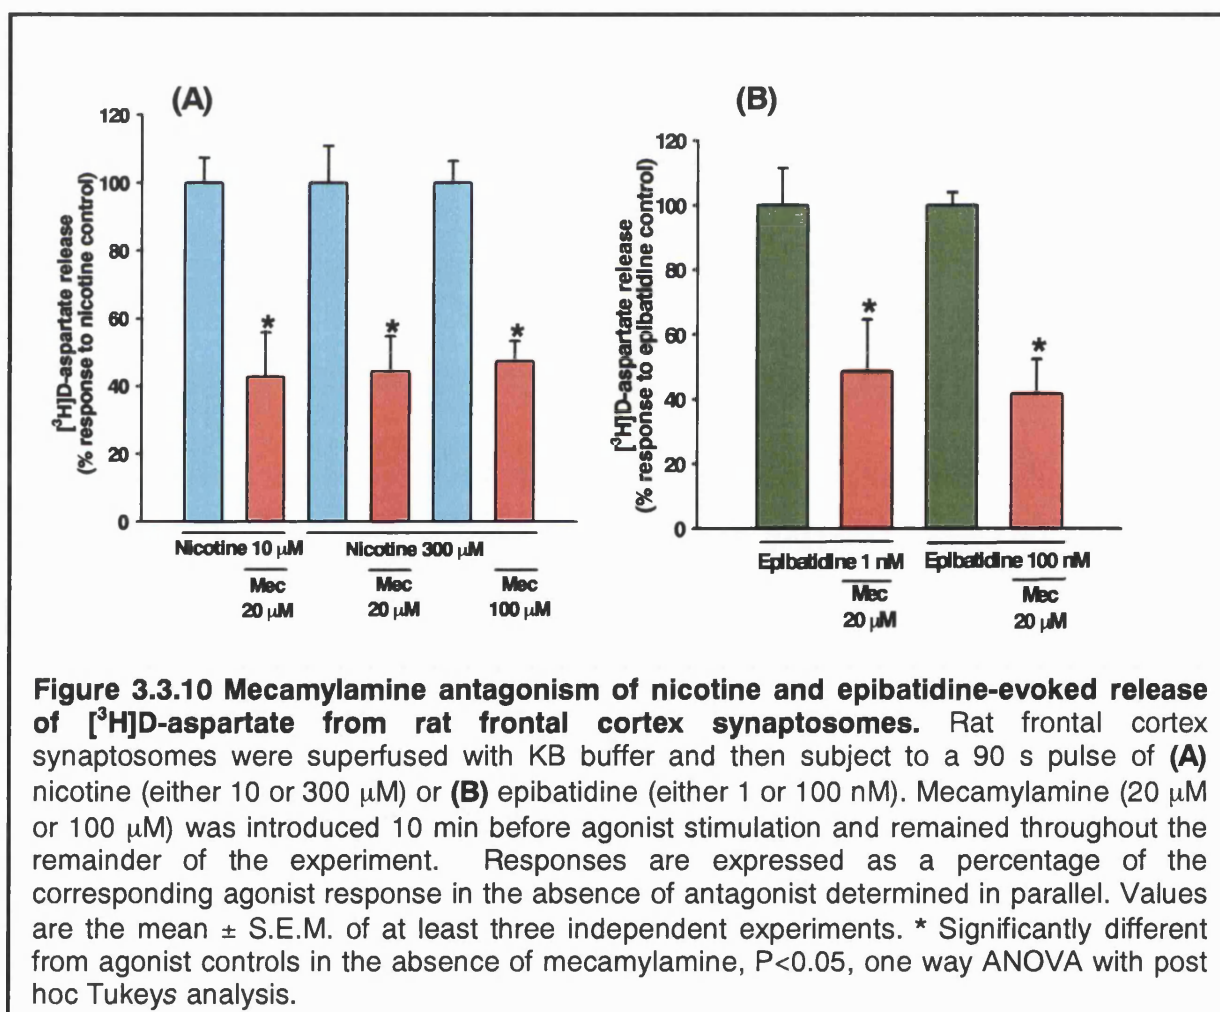 (A)
120
100
80
60
40
20
0
[³H]D-aspartate release
(% response to nicotine control)
*
*
*
Nicotine 10 µM
Nicotine 300 µM
Mec
20 µM
Mec
20 µM
Mec
100 µM
(B)
120
100
80
60
40
20
0
[³H]D-aspartate release
(% response to epibatidine control)
*
*
Epibatidine 1 nM
Epibatidine 100 nM
Mec
20 µM
Mec
20 µM
Figure 3.3.10 Mecamylamine antagonism of nicotine and epibatidine-evoked release
of [³H]D-aspartate from rat frontal cortex synaptosomes. Rat frontal cortex
synaptosomes were superfused with KB buffer and then subject to a 90 s pulse of (A)
nicotine (either 10 or 300 µM) or (B) epibatidine (either 1 or 100 nM). Mecamylamine (20 µM
or 100 µM) was introduced 10 min before agonist stimulation and remained throughout the
remainder of the experiment. Responses are expressed as a percentage of the
corresponding agonist response in the absence of antagonist determined in parallel. Values
are the mean ± S.E.M. of at least three independent experiments. * Significantly different
from agonist controls in the absence of mecamylamine, P<0.05, one way ANOVA with post
hoc Tukeys analysis.